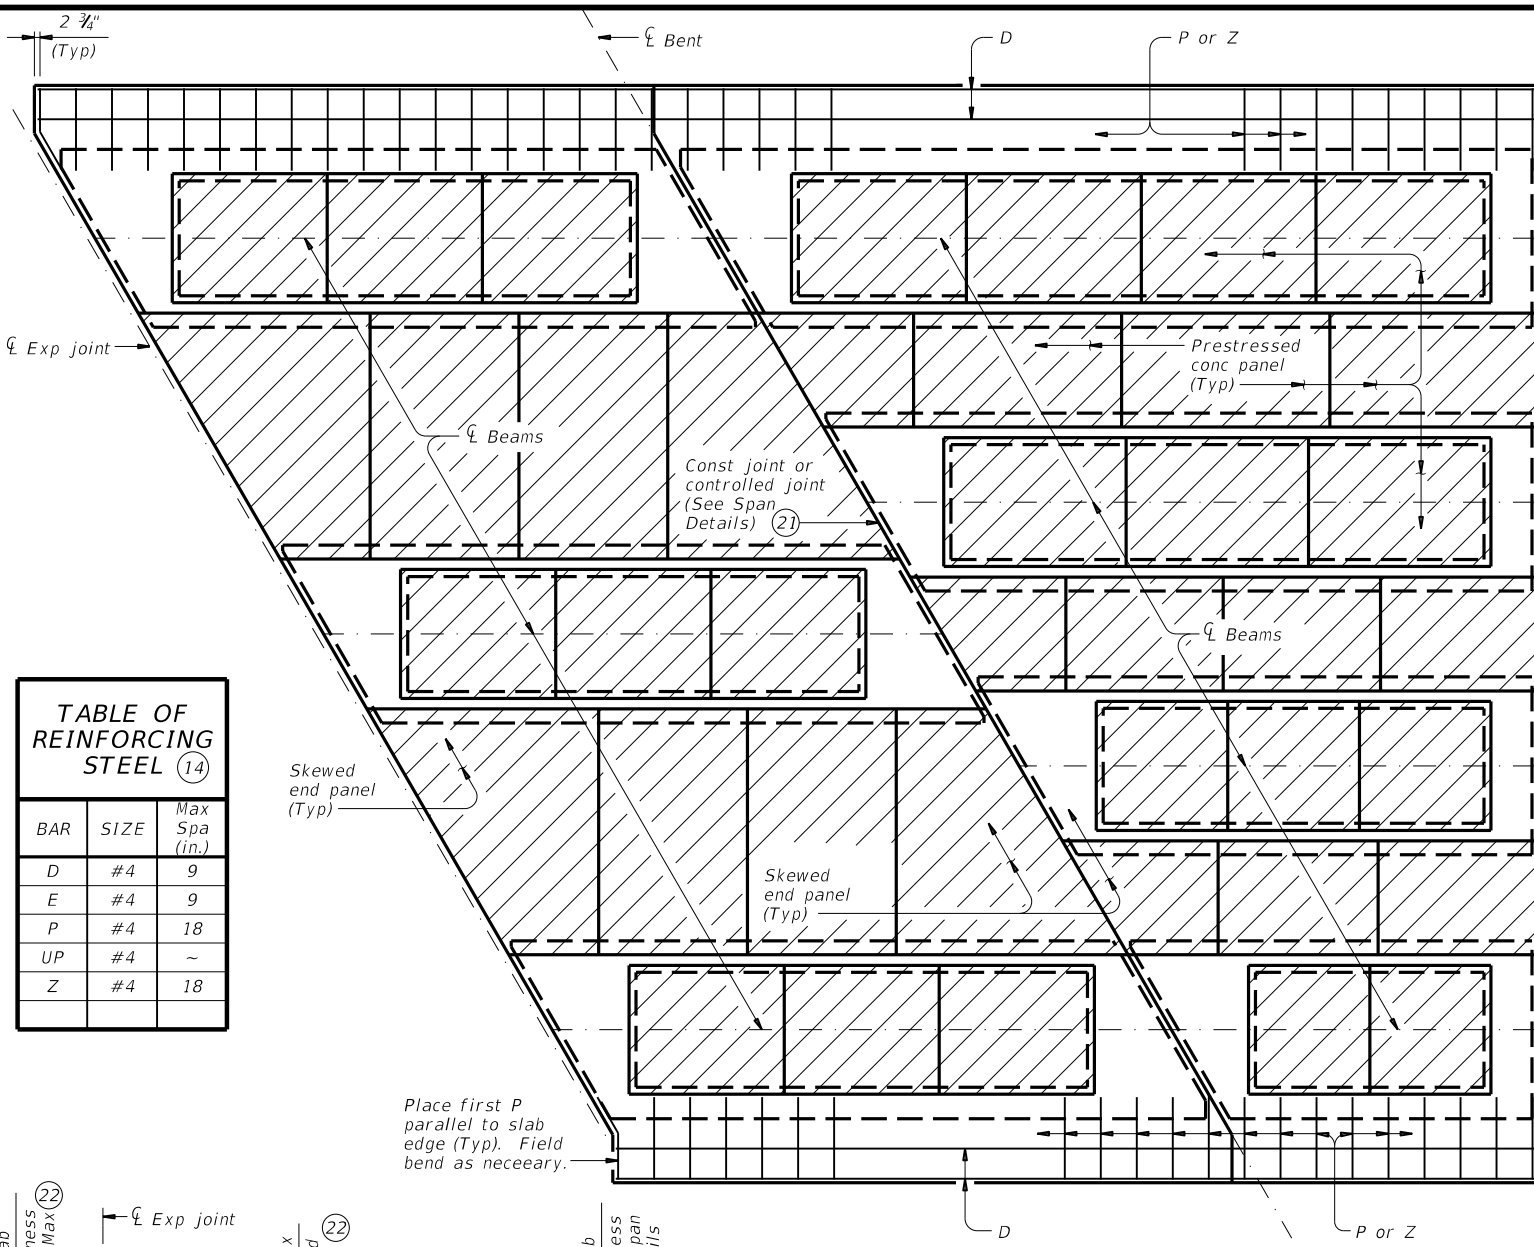 2 ¾"
(Typ)
℄ Bent
D
P or Z
℄ Exp joint
Prestressed
conc panel
(Typ)
℄ Beams
Const joint or
controlled joint
(See Span
Details) 21
℄ Beams
TABLE OF
REINFORCING
STEEL 14
BAR SIZE Max Spa (in.)
D #4 9
E #4 9
P #4 18
UP #4 ~
Z #4 18
Skewed
end panel
(Typ)
Skewed
end panel
(Typ)
Place first P
parallel to slab
edge (Typ). Field
bend as neceeary.
22
Max
℄ Exp joint
22
D
P or Z